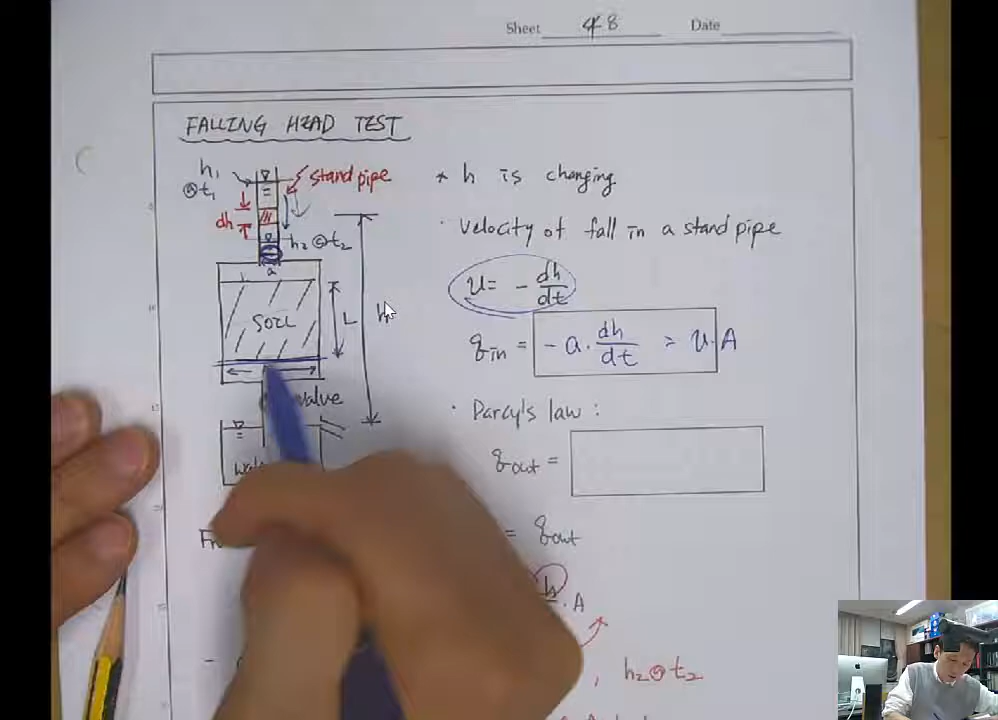 Sheet 48 Date
FALLING HEAD TEST
h1 @t1
stand pipe
dh
h2 @t2
a
SOIL
L
h
valve
* h is changing
· Velocity of fall in a stand pipe
u = - dh/dt
qin = - a · dh/dt = u · A
· Darcy's law :
qout =
= qout
h · A
, h2 @ t2